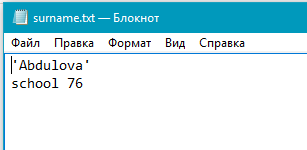 surname.txt — Блокнот
Файл Правка Формат Вид Справка
'Abdulova'
school 76